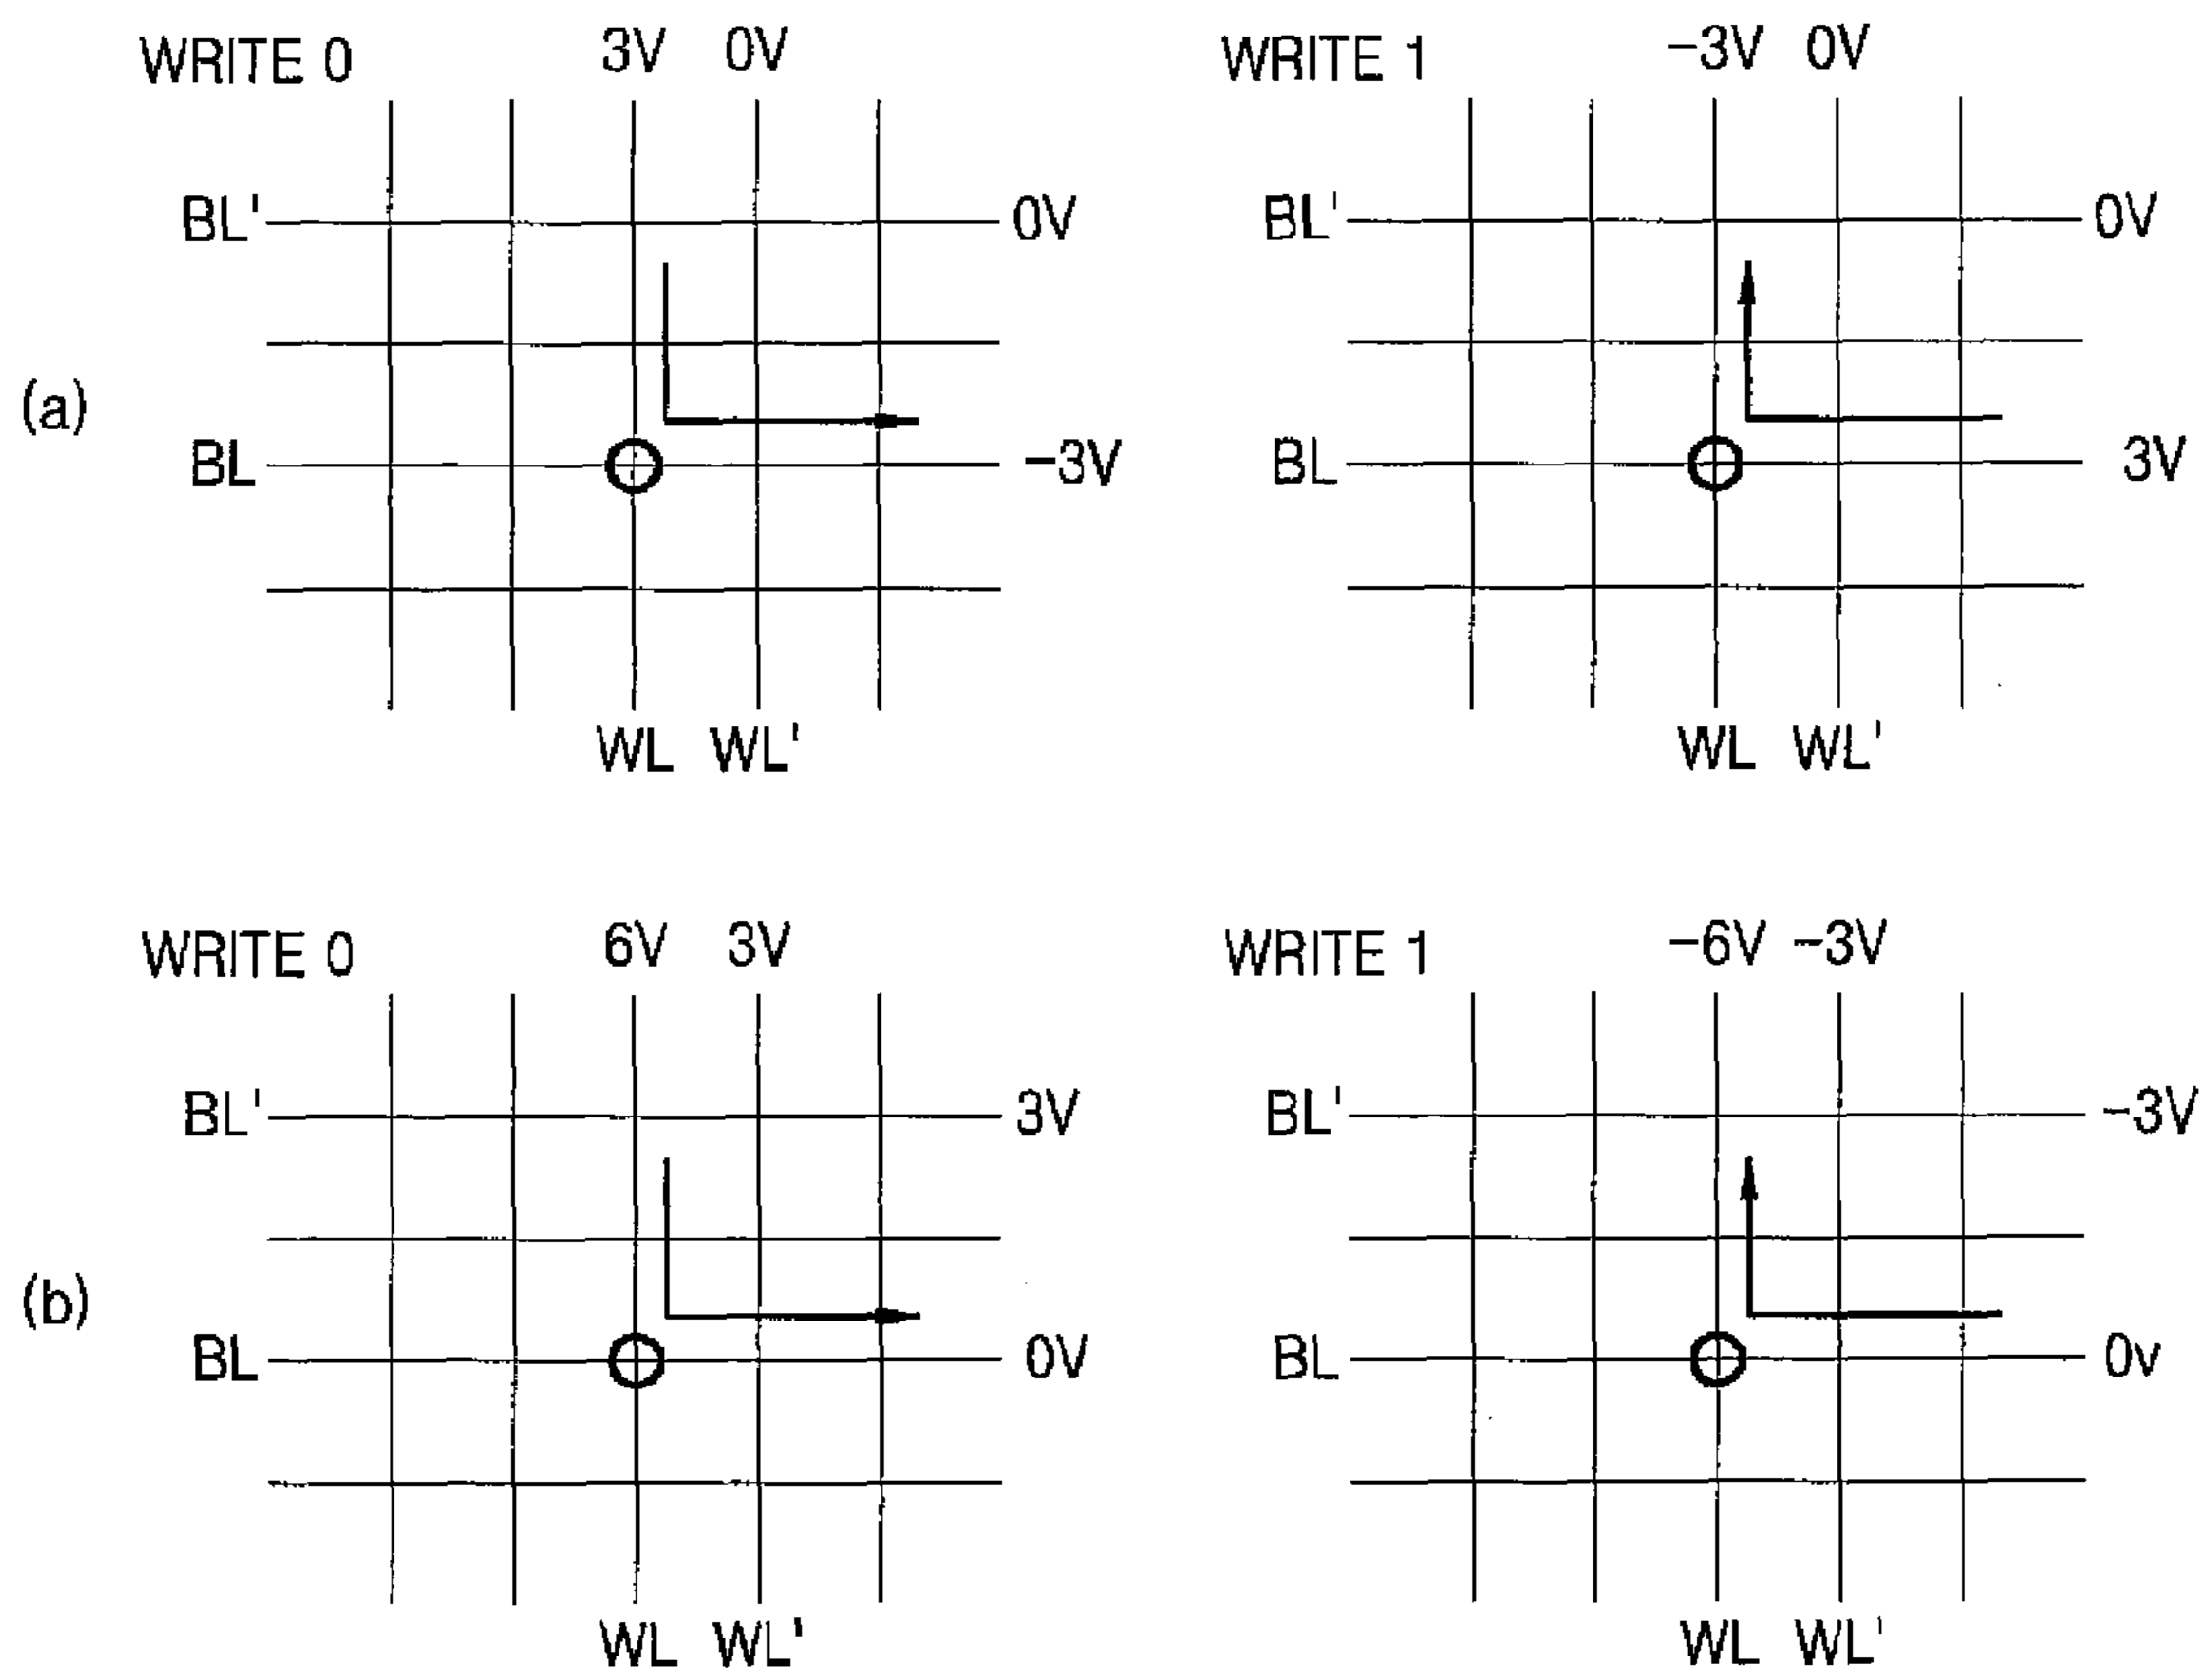 WRITE 0 3V 0V
WRITE 1 -3V 0V
BL' 0V
BL' 0V
(a)
BL -3V
BL 3V
WL WL'
WL WL'
WRITE 0 6V 3V
WRITE 1 -6V -3V
BL' 3V
BL' -3V
(b)
BL 0V
BL 0v
WL WL'
WL WL'